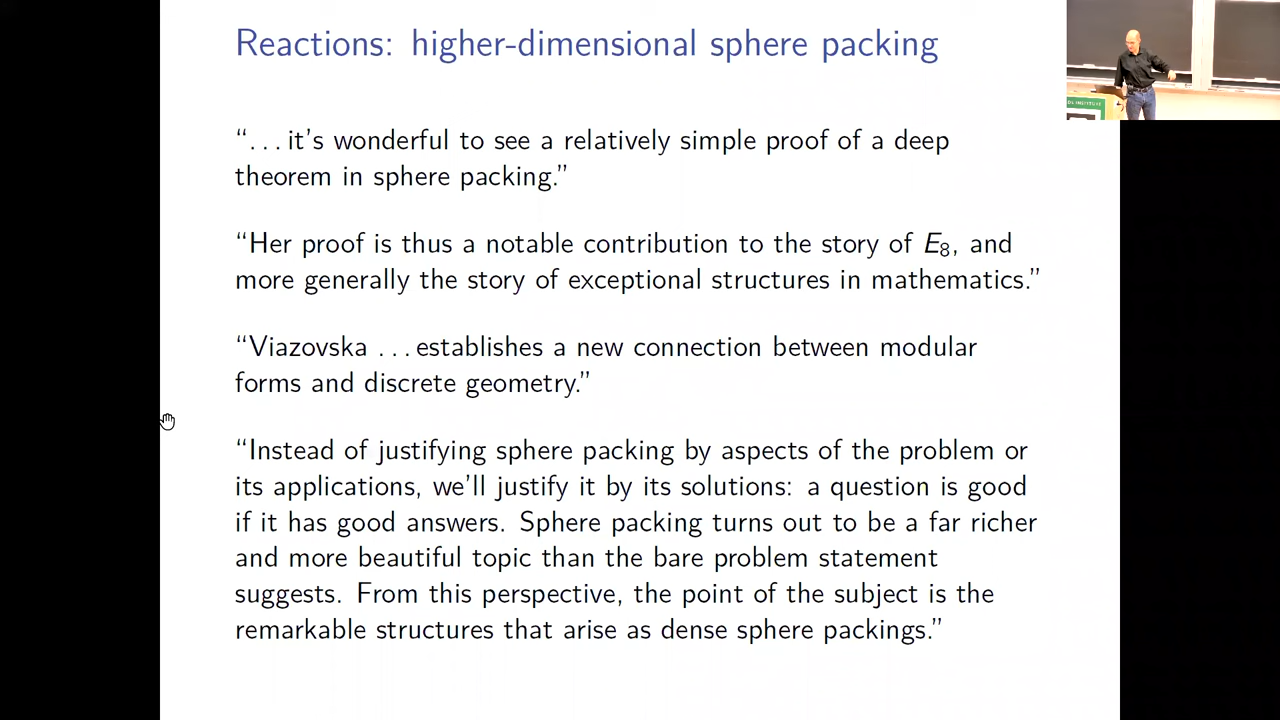 Reactions: higher-dimensional sphere packing
“...it’s wonderful to see a relatively simple proof of a deep
theorem in sphere packing.”
“Her proof is thus a notable contribution to the story of E₈, and
more generally the story of exceptional structures in mathematics.”
“Viazovska ...establishes a new connection between modular
forms and discrete geometry.”
“Instead of justifying sphere packing by aspects of the problem or
its applications, we’ll justify it by its solutions: a question is good
if it has good answers. Sphere packing turns out to be a far richer
and more beautiful topic than the bare problem statement
suggests. From this perspective, the point of the subject is the
remarkable structures that arise as dense sphere packings.”
INSTITUTE